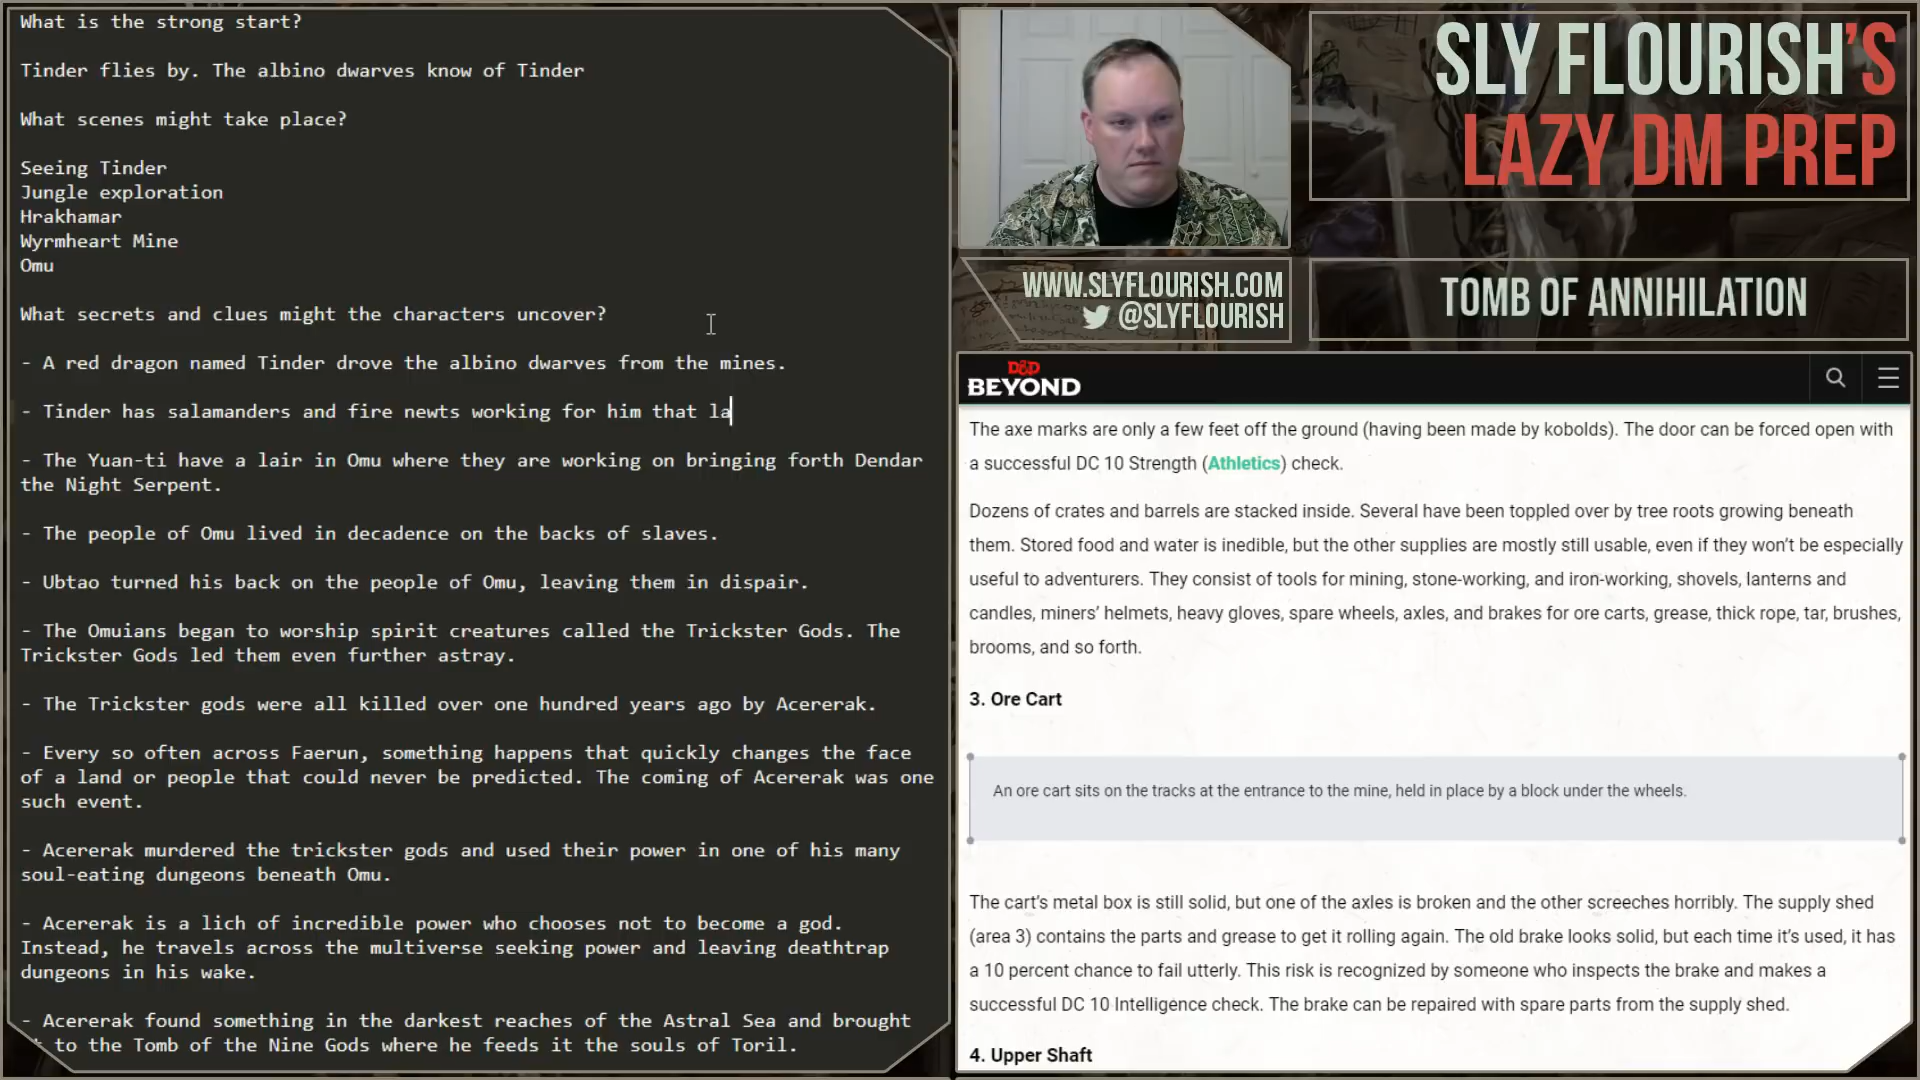 What is the strong start?
Tinder flies by. The albino dwarves know of Tinder
What scenes might take place?
Seeing Tinder
Jungle exploration
Hrakhamar
Wyrmheart Mine
Omu
What secrets and clues might the characters uncover?
- A red dragon named Tinder drove the albino dwarves from the mines.
- Tinder has salamanders and fire newts working for him that la
- The Yuan-ti have a lair in Omu where they are working on bringing forth Dendar
the Night Serpent.
- The people of Omu lived in decadence on the backs of slaves.
- Ubtao turned his back on the people of Omu, leaving them in dispair.
- The Omuians began to worship spirit creatures called the Trickster Gods. The
Trickster Gods led them even further astray.
- The Trickster gods were all killed over one hundred years ago by Acererak.
- Every so often across Faerun, something happens that quickly changes the face
of a land or people that could never be predicted. The coming of Acererak was one
such event.
- Acererak murdered the trickster gods and used their power in one of his many
soul-eating dungeons beneath Omu.
- Acererak is a lich of incredible power who chooses not to become a god.
Instead, he travels across the multiverse seeking power and leaving deathtrap
dungeons in his wake.
- Acererak found something in the darkest reaches of the Astral Sea and brought
to the Tomb of the Nine Gods where he feeds it the souls of Toril.
SLY FLOURISH'S
LAZY DM PREP
WWW.SLYFLOURISH.COM
@SLYFLOURISH
TOMB OF ANNIHILATION
D&D
BEYOND
The axe marks are only a few feet off the ground (having been made by kobolds). The door can be forced open with
a successful DC 10 Strength (Athletics) check.
Dozens of crates and barrels are stacked inside. Several have been toppled over by tree roots growing beneath
them. Stored food and water is inedible, but the other supplies are mostly still usable, even if they won't be especially
useful to adventurers. They consist of tools for mining, stone-working, and iron-working, shovels, lanterns and
candles, miners' helmets, heavy gloves, spare wheels, axles, and brakes for ore carts, grease, thick rope, tar, brushes,
brooms, and so forth.
3. Ore Cart
An ore cart sits on the tracks at the entrance to the mine, held in place by a block under the wheels.
The cart's metal box is still solid, but one of the axles is broken and the other screeches horribly. The supply shed
(area 3) contains the parts and grease to get it rolling again. The old brake looks solid, but each time it's used, it has
a 10 percent chance to fail utterly. This risk is recognized by someone who inspects the brake and makes a
successful DC 10 Intelligence check. The brake can be repaired with spare parts from the supply shed.
4. Upper Shaft